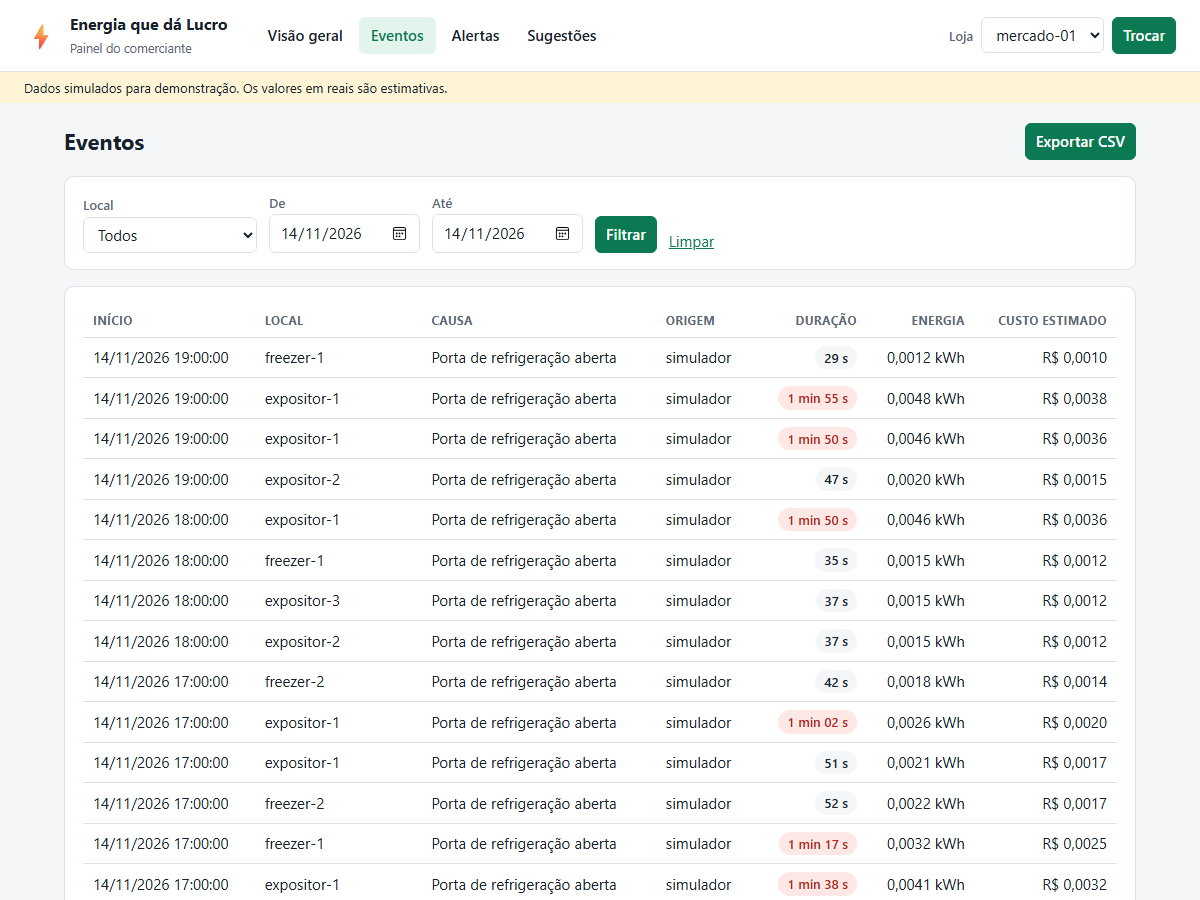 Energia que dá Lucro
Painel do comerciante
Visão geral Eventos Alertas Sugestões
Loja mercado-01 Trocar
Dados simulados para demonstração. Os valores em reais são estimativas.
Eventos
Exportar CSV
Local De Até
Todos 14/11/2026 14/11/2026 Filtrar Limpar
INÍCIO LOCAL CAUSA ORIGEM DURAÇÃO ENERGIA CUSTO ESTIMADO
14/11/2026 19:00:00 freezer-1 Porta de refrigeração aberta simulador 29 s 0,0012 kWh R$ 0,0010
14/11/2026 19:00:00 expositor-1 Porta de refrigeração aberta simulador 1 min 55 s 0,0048 kWh R$ 0,0038
14/11/2026 19:00:00 expositor-1 Porta de refrigeração aberta simulador 1 min 50 s 0,0046 kWh R$ 0,0036
14/11/2026 19:00:00 expositor-2 Porta de refrigeração aberta simulador 47 s 0,0020 kWh R$ 0,0015
14/11/2026 18:00:00 expositor-1 Porta de refrigeração aberta simulador 1 min 50 s 0,0046 kWh R$ 0,0036
14/11/2026 18:00:00 freezer-1 Porta de refrigeração aberta simulador 35 s 0,0015 kWh R$ 0,0012
14/11/2026 18:00:00 expositor-3 Porta de refrigeração aberta simulador 37 s 0,0015 kWh R$ 0,0012
14/11/2026 18:00:00 expositor-2 Porta de refrigeração aberta simulador 37 s 0,0015 kWh R$ 0,0012
14/11/2026 17:00:00 freezer-2 Porta de refrigeração aberta simulador 42 s 0,0018 kWh R$ 0,0014
14/11/2026 17:00:00 expositor-1 Porta de refrigeração aberta simulador 1 min 02 s 0,0026 kWh R$ 0,0020
14/11/2026 17:00:00 expositor-1 Porta de refrigeração aberta simulador 51 s 0,0021 kWh R$ 0,0017
14/11/2026 17:00:00 freezer-2 Porta de refrigeração aberta simulador 52 s 0,0022 kWh R$ 0,0017
14/11/2026 17:00:00 freezer-1 Porta de refrigeração aberta simulador 1 min 17 s 0,0032 kWh R$ 0,0025
14/11/2026 17:00:00 expositor-1 Porta de refrigeração aberta simulador 1 min 38 s 0,0041 kWh R$ 0,0032